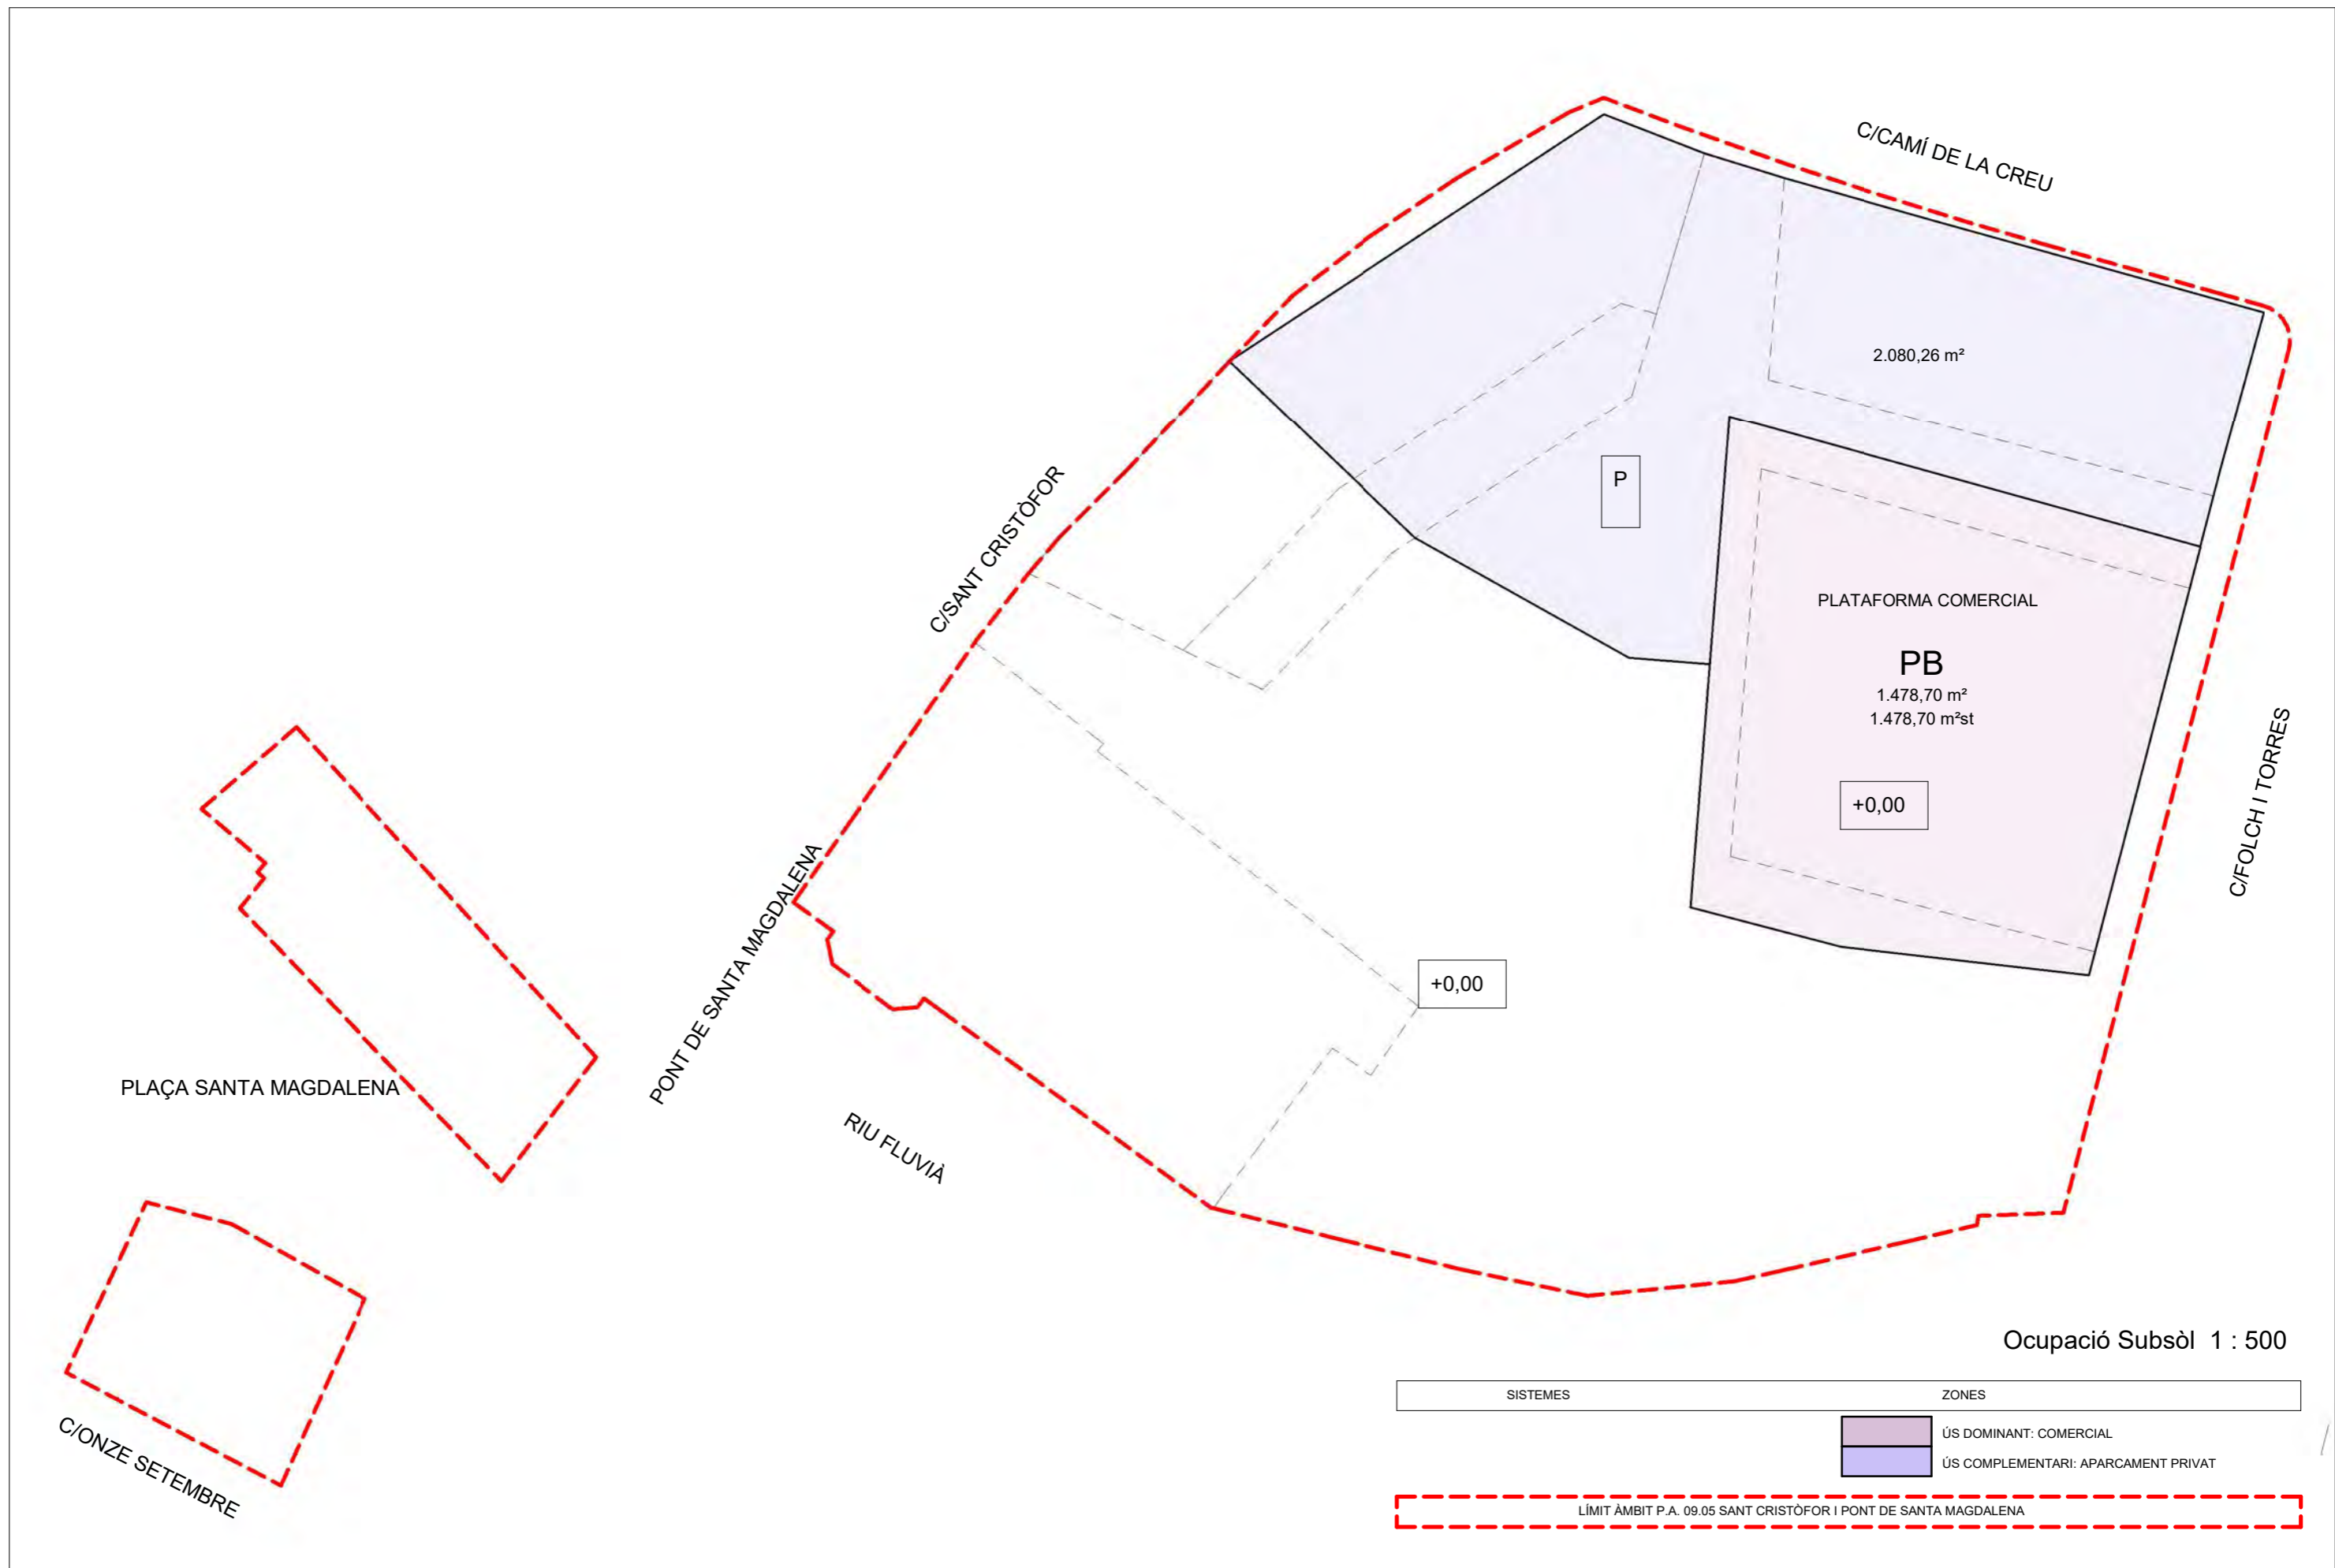 C/CAMÍ DE LA CREU
2.080,26 m²
P
C/SANT CRISTÒFOR
PLATAFORMA COMERCIAL
PB
1.478,70 m²
1.478,70 m²st
+0,00
C/FOLCH I TORRES
PONT DE SANTA MAGDALENA
+0,00
PLAÇA SANTA MAGDALENA
RIU FLUVIÀ
C/ONZE SETEMBRE
Ocupació Subsòl 1 : 500
SISTEMES
ZONES
ÚS DOMINANT: COMERCIAL
ÚS COMPLEMENTARI: APARCAMENT PRIVAT
LÍMIT ÀMBIT P.A. 09.05 SANT CRISTÒFOR I PONT DE SANTA MAGDALENA